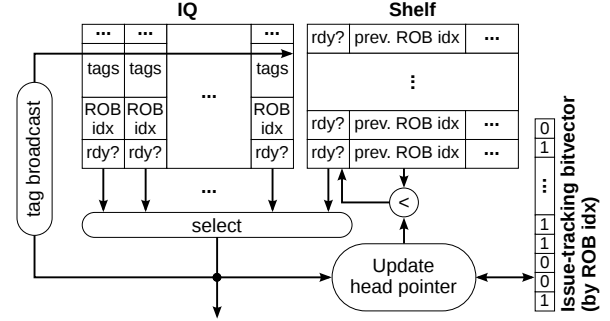 IQ
Shelf
... ... ...
tags tags ... tags
ROB idx ROB idx ROB idx
rdy? rdy? rdy?
rdy? prev. ROB idx ...
⋮
rdy? prev. ROB idx ...
rdy? prev. ROB idx ...
tag broadcast
...
select
<
Update
head pointer
0
1
⋮
1
1
0
0
1
Issue-tracking bitvector
(by ROB idx)